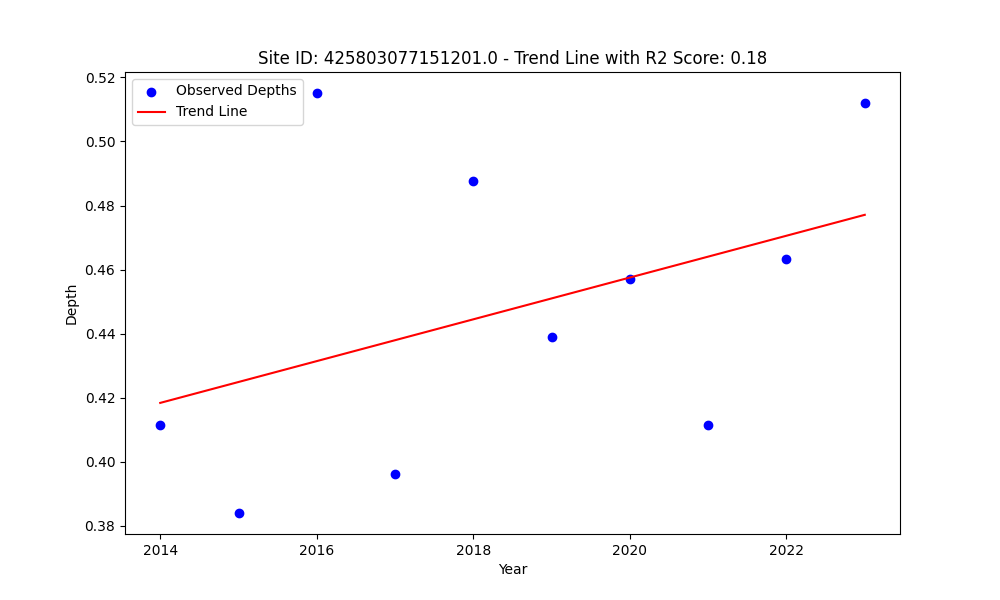 Site ID: 425803077151201.0 - Trend Line with R2 Score: 0.18
Observed Depths
Trend Line
0.52
0.50
0.48
0.46
0.44
0.42
0.40
0.38
Depth
2014
2016
2018
2020
2022
Year